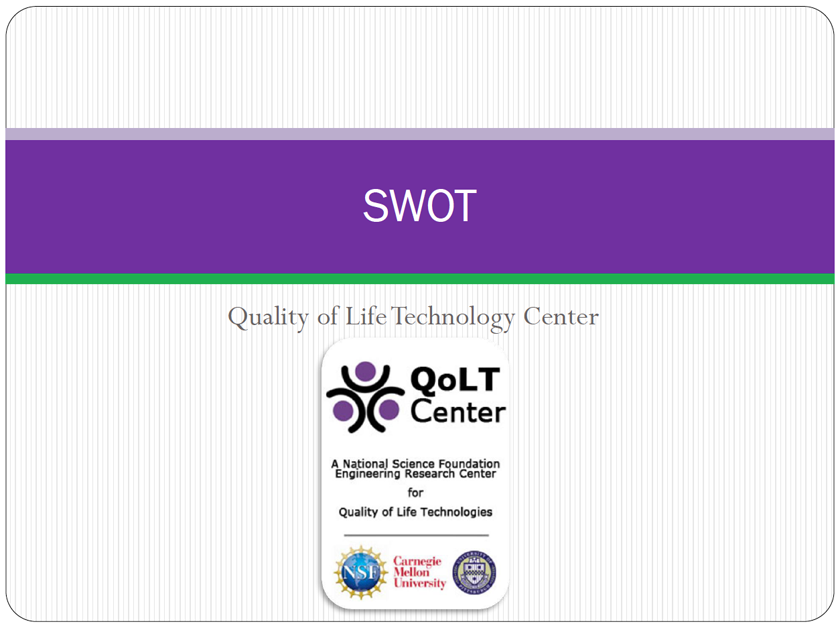 SWOT
Quality of Life Technology Center
QoLT
Center
A National Science Foundation
Engineering Research Center
for
Quality of Life Technologies
NSF
Carnegie
Mellon
University